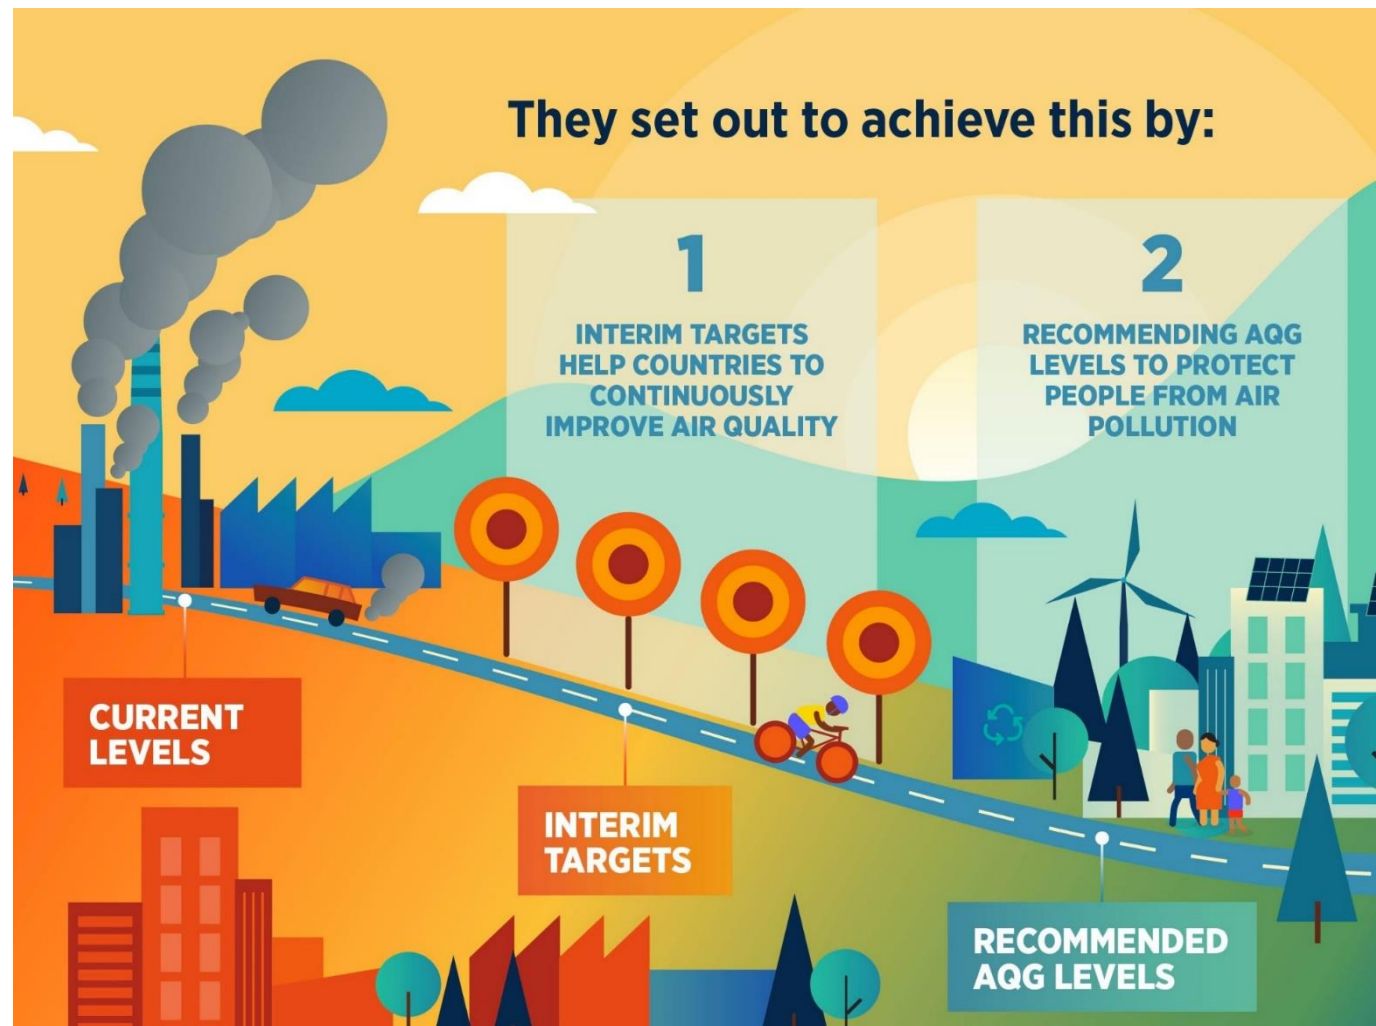 They set out to achieve this by:
1
INTERIM TARGETS
HELP COUNTRIES TO
CONTINUOUSLY
IMPROVE AIR QUALITY
2
RECOMMENDING AQG
LEVELS TO PROTECT
PEOPLE FROM AIR
POLLUTION
CURRENT
LEVELS
INTERIM
TARGETS
RECOMMENDED
AQG LEVELS